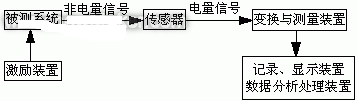 被测系统
非电量信号
传感器
电量信号
变换与测量装置
激励装置
记录、显示装置
数据分析处理装置